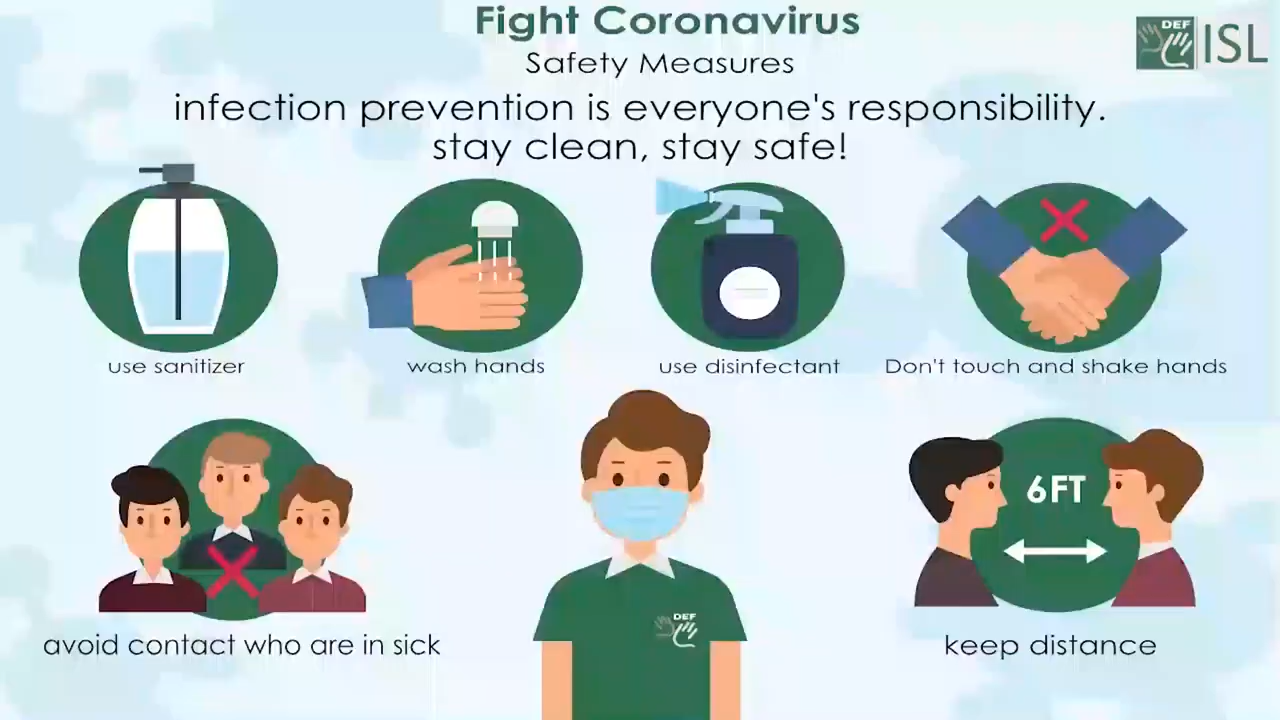 Fight Coronavirus
DEF
ISL
Safety Measures
infection prevention is everyone's responsibility.
stay clean, stay safe!
use sanitizer
wash hands
use disinfectant
Don't touch and shake hands
6FT
DEF
avoid contact who are in sick
keep distance